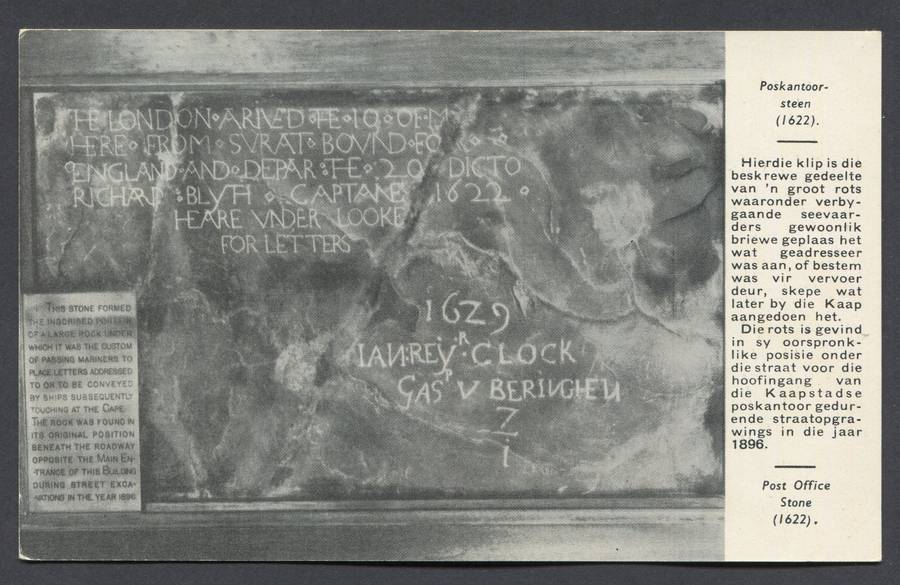 THE LONDON ARIVED THE 10 OF M
HERE FROM SVRAT BOVND FOR
ENGLAND AND DEPAR THE 20 DICTO
RICHARD BLYTH CAPTANE 1622
HEARE VNDER LOOKE
FOR LETTERS
1629
IAN:REYR:CLOCK
GASP V BERINGHEN
7
1
THIS STONE FORMED
THE INSCRIBED PORTION
OF A LARGE ROCK UNDER
WHICH IT WAS THE CUSTOM
OF PASSING MARINERS TO
PLACE LETTERS ADDRESSED
TO OR TO BE CONVEYED
BY SHIPS SUBSEQUENTLY
TOUCHING AT THE CAPE.
THE ROCK WAS FOUND IN
ITS ORIGINAL POSITION
BENEATH THE ROADWAY
OPPOSITE THE MAIN EN-
TRANCE OF THIS BUILDING
DURING STREET EXCA-
VATIONS IN THE YEAR 1896.
Poskantoor-
steen
(1622).
Hierdie klip is die
beskrewe gedeelte
van 'n groot rots
waaronder verby-
gaande seevaar-
ders gewoonlik
briewe geplaas het
wat geadresseer
was aan, of bestem
was vir vervoer
deur, skepe wat
later by die Kaap
aangedoen het.
Die rots is gevind
in sy oorspronk-
like posisie onder
die straat voor die
hoofingang van
die Kaapstadse
poskantoor gedur-
ende straatopgra-
wings in die jaar
1896.
Post Office
Stone
(1622).